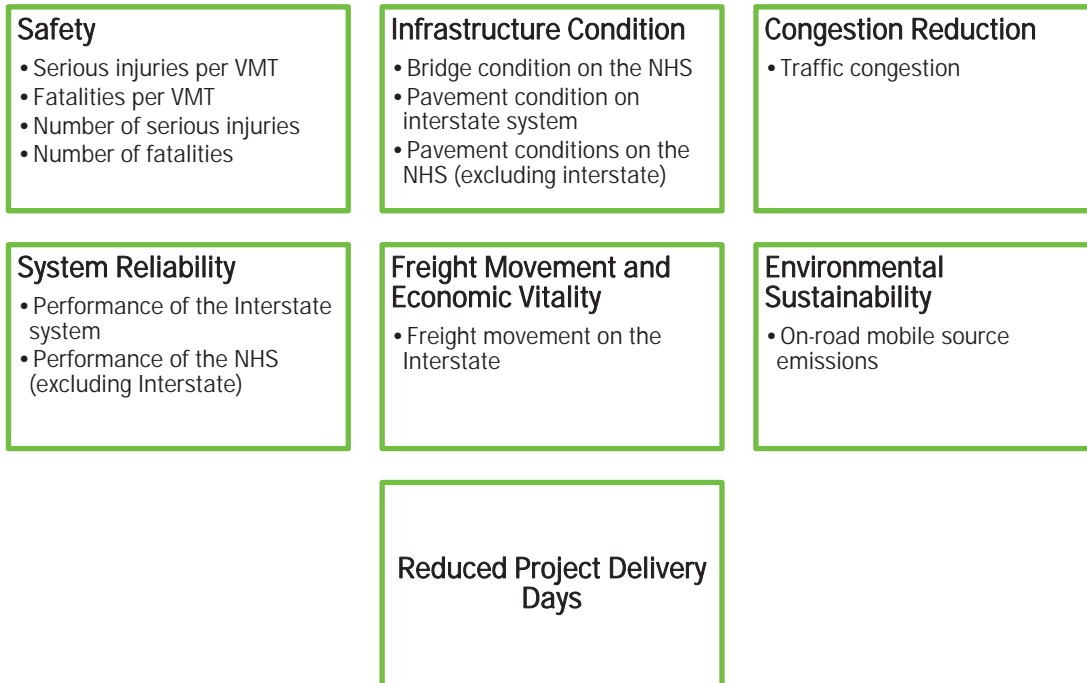 Safety
• Serious injuries per VMT
• Fatalities per VMT
• Number of serious injuries
• Number of fatalities
Infrastructure Condition
• Bridge condition on the NHS
• Pavement condition on
interstate system
• Pavement conditions on the
NHS (excluding interstate)
Congestion Reduction
• Traffic congestion
System Reliability
• Performance of the Interstate
system
• Performance of the NHS
(excluding Interstate)
Freight Movement and
Economic Vitality
• Freight movement on the
Interstate
Environmental
Sustainability
• On-road mobile source
emissions
Reduced Project Delivery
Days